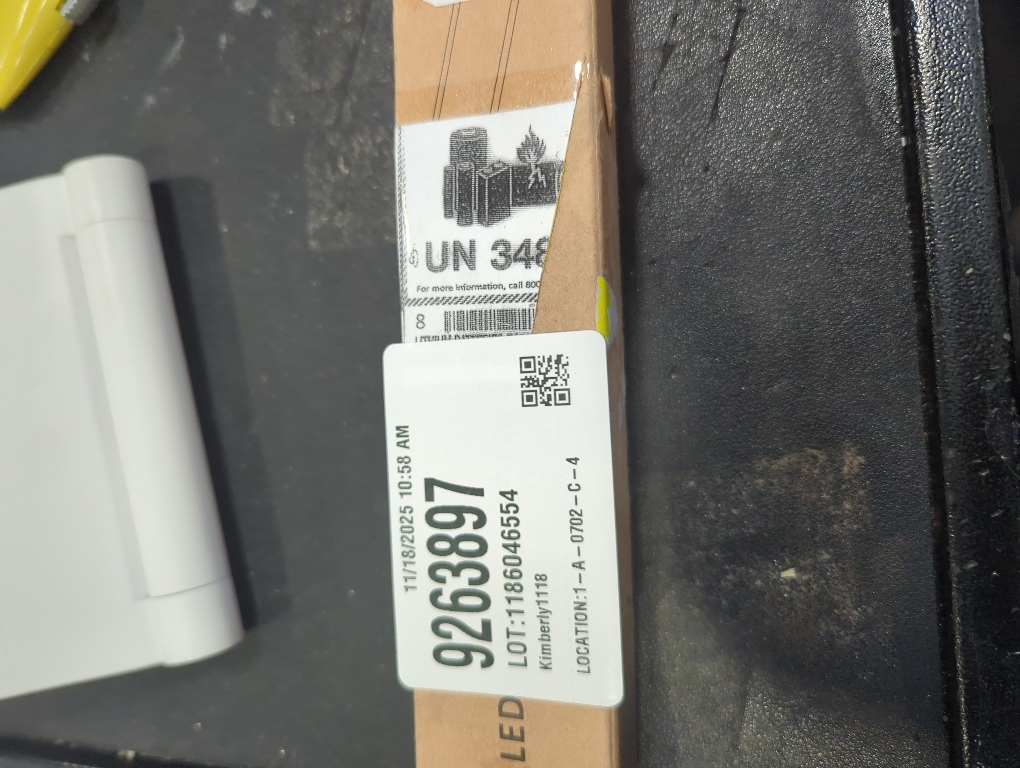 UN 348
For more information, call 800
8
11/18/2025 10:58 AM
9263897
LOT:1186046554
Kimberly1118
LOCATION:1-A-0702-C-4
LED